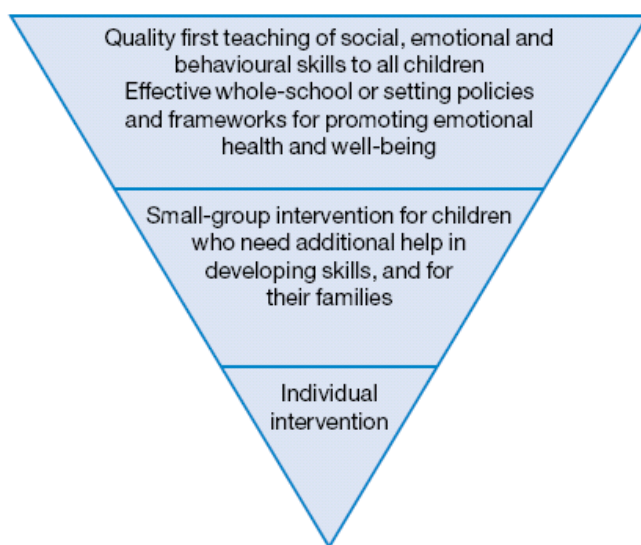 Quality first teaching of social, emotional and
behavioural skills to all children
Effective whole-school or setting policies
and frameworks for promoting emotional
health and well-being
Small-group intervention for children
who need additional help in
developing skills, and for
their families
Individual
intervention